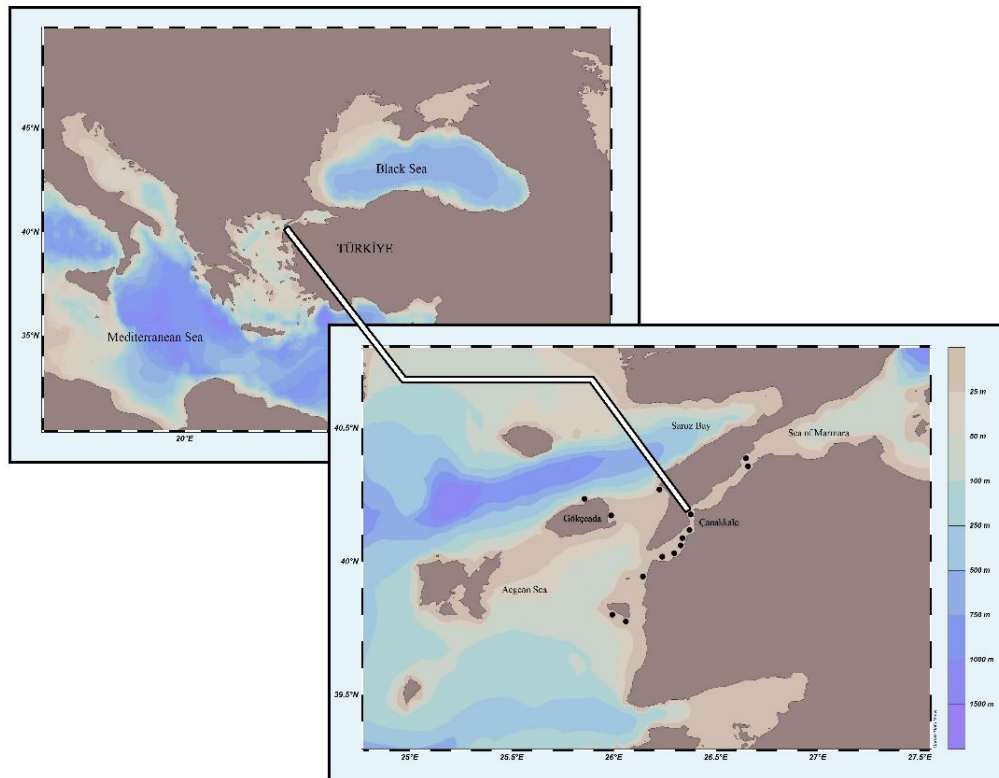 45°N
Black Sea
40°N
TÜRKİYE
35°N
Mediterranean Sea
20°E
25 m
40.5°N
Saroz Bay
Sea of Marmara
50 m
100 m
Gökçeada
Çanakkale
250 m
40°N
500 m
Aegean Sea
750 m
1000 m
39.5°N
1500 m
25°E
25.5°E
26°E
26.5°E
27°E
27.5°E